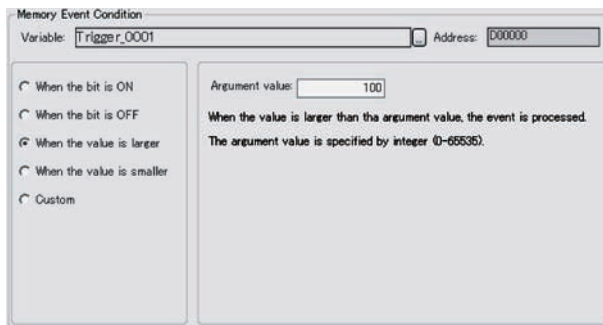 Memory Event Condition
Variable: Trigger_0001 ... Address: D00000
When the bit is ON
When the bit is OFF
When the value is larger
When the value is smaller
Custom
Argument value: 100
When the value is larger than tha argument value, the event is processed.
The argument value is specified by integer (0-65535).